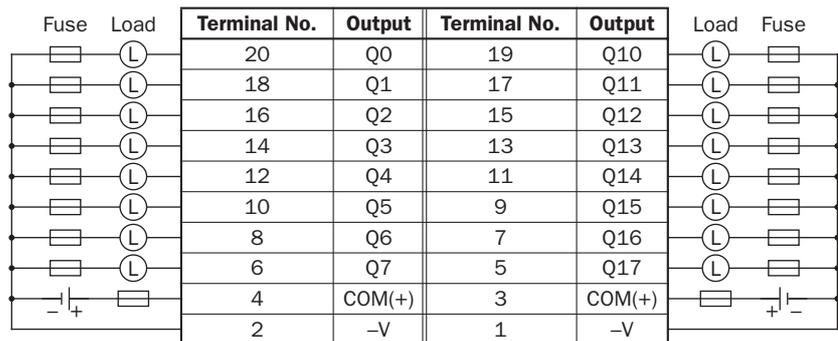 Fuse Load Terminal No. Output Terminal No. Output Load Fuse
L 20 Q0 19 Q10 L
L 18 Q1 17 Q11 L
L 16 Q2 15 Q12 L
L 14 Q3 13 Q13 L
L 12 Q4 11 Q14 L
L 10 Q5 9 Q15 L
L 8 Q6 7 Q16 L
L 6 Q7 5 Q17 L
– + 4 COM(+) 3 COM(+) + –
2 –V 1 –V